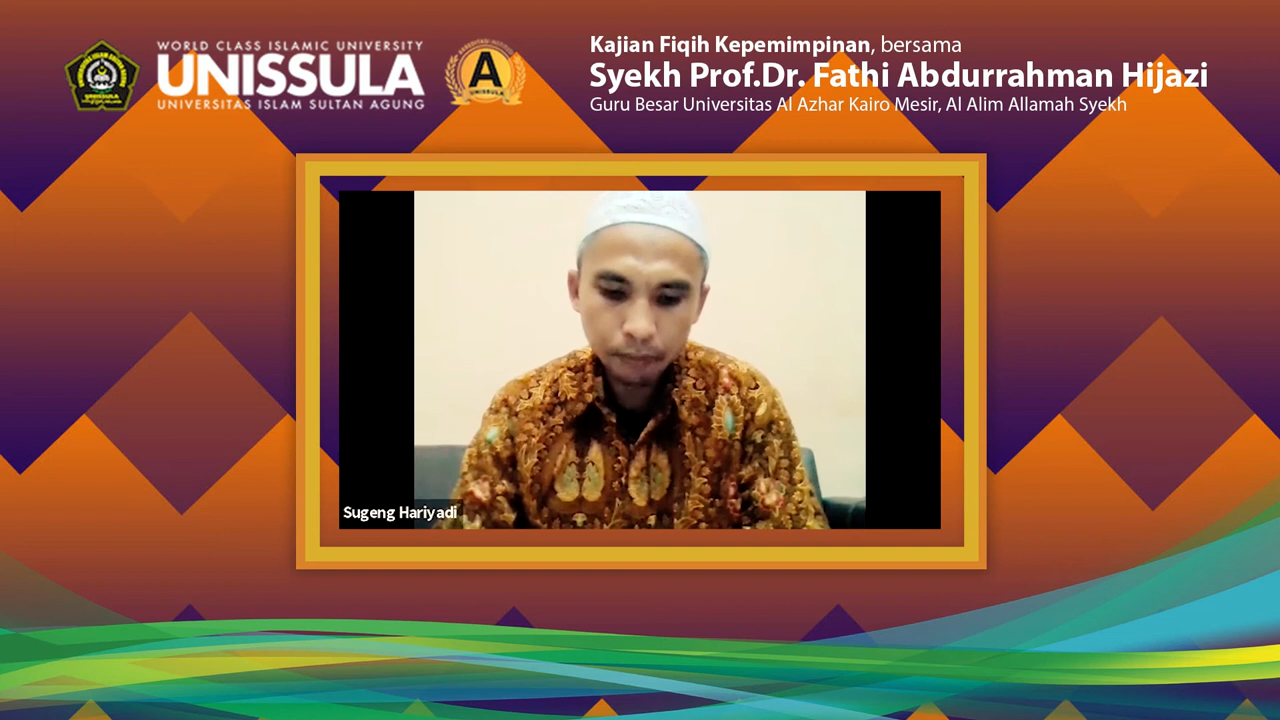 WORLD CLASS ISLAMIC UNIVERSITY
UNISSULA
UNIVERSITAS ISLAM SULTAN AGUNG
A
UNISSULA
Kajian Fiqih Kepemimpinan, bersama
Syekh Prof.Dr. Fathi Abdurrahman Hijazi
Guru Besar Universitas Al Azhar Kairo Mesir, Al Alim Allamah Syekh
Sugeng Hariyadi